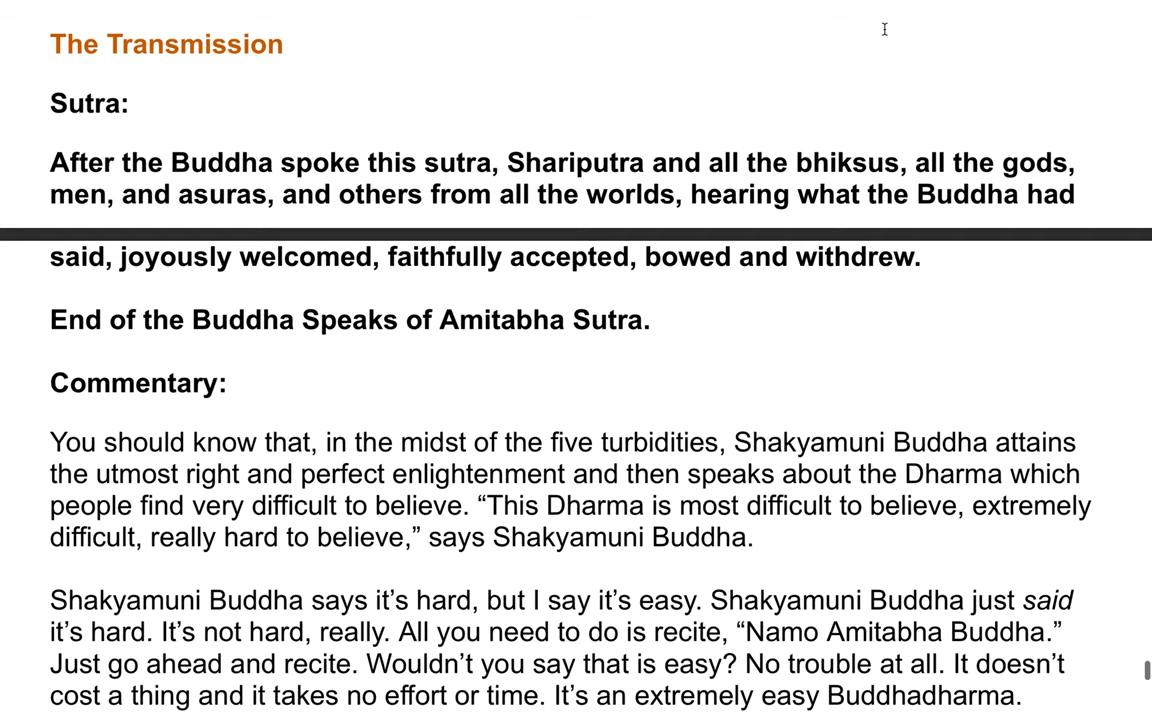 The Transmission
Sutra:
After the Buddha spoke this sutra, Shariputra and all the bhiksus, all the gods,
men, and asuras, and others from all the worlds, hearing what the Buddha had
said, joyously welcomed, faithfully accepted, bowed and withdrew.
End of the Buddha Speaks of Amitabha Sutra.
Commentary:
You should know that, in the midst of the five turbidities, Shakyamuni Buddha attains
the utmost right and perfect enlightenment and then speaks about the Dharma which
people find very difficult to believe. “This Dharma is most difficult to believe, extremely
difficult, really hard to believe,” says Shakyamuni Buddha.
Shakyamuni Buddha says it’s hard, but I say it’s easy. Shakyamuni Buddha just said
it’s hard. It’s not hard, really. All you need to do is recite, “Namo Amitabha Buddha.”
Just go ahead and recite. Wouldn’t you say that is easy? No trouble at all. It doesn’t
cost a thing and it takes no effort or time. It’s an extremely easy Buddhadharma.